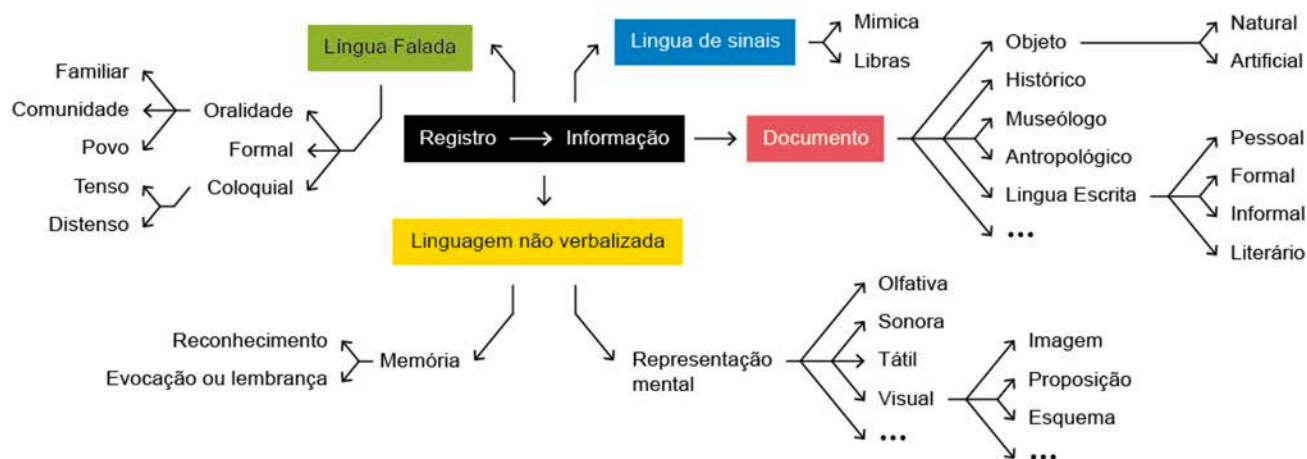 Língua Falada
Lingua de sinais
Mimica
Libras
Objeto
Natural
Artificial
Histórico
Museólogo
Antropológico
Lingua Escrita
...
Pessoal
Formal
Informal
Literário
Familiar
Comunidade
Povo
Oralidade
Formal
Coloquial
Tenso
Distenso
Registro
Informação
Documento
Linguagem não verbalizada
Reconhecimento
Evocação ou lembrança
Memória
Representação
mental
Olfativa
Sonora
Tátil
Visual
...
Imagem
Proposição
Esquema
...